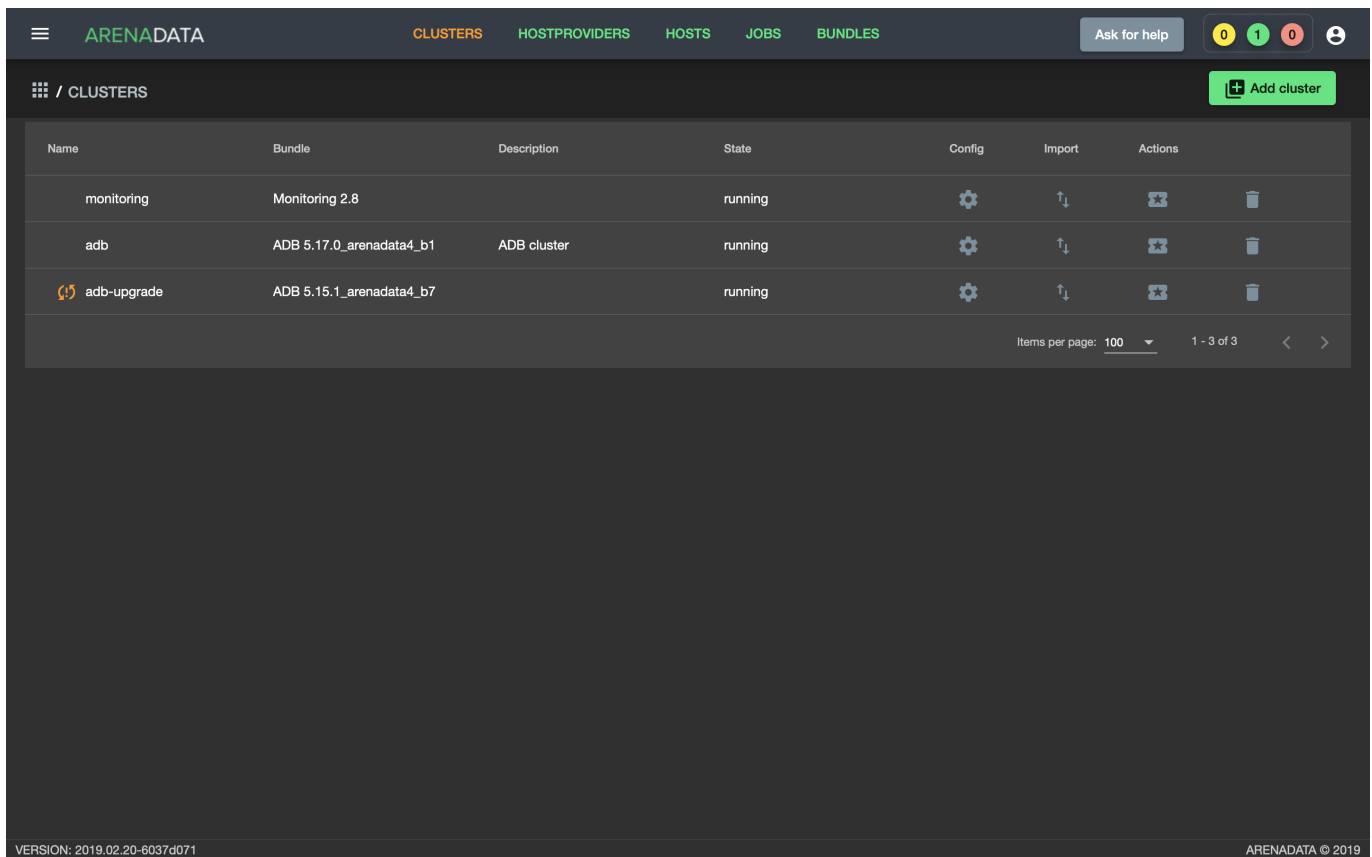 ARENADATA CLUSTERS HOSTPROVIDERS HOSTS JOBS BUNDLES Ask for help 0 1 0
/ CLUSTERS Add cluster
Name Bundle Description State Config Import Actions
monitoring Monitoring 2.8 running
adb ADB 5.17.0_arenadata4_b1 ADB cluster running
adb-upgrade ADB 5.15.1_arenadata4_b7 running
Items per page: 100 1 - 3 of 3
VERSION: 2019.02.20-6037d071 ARENADATA © 2019